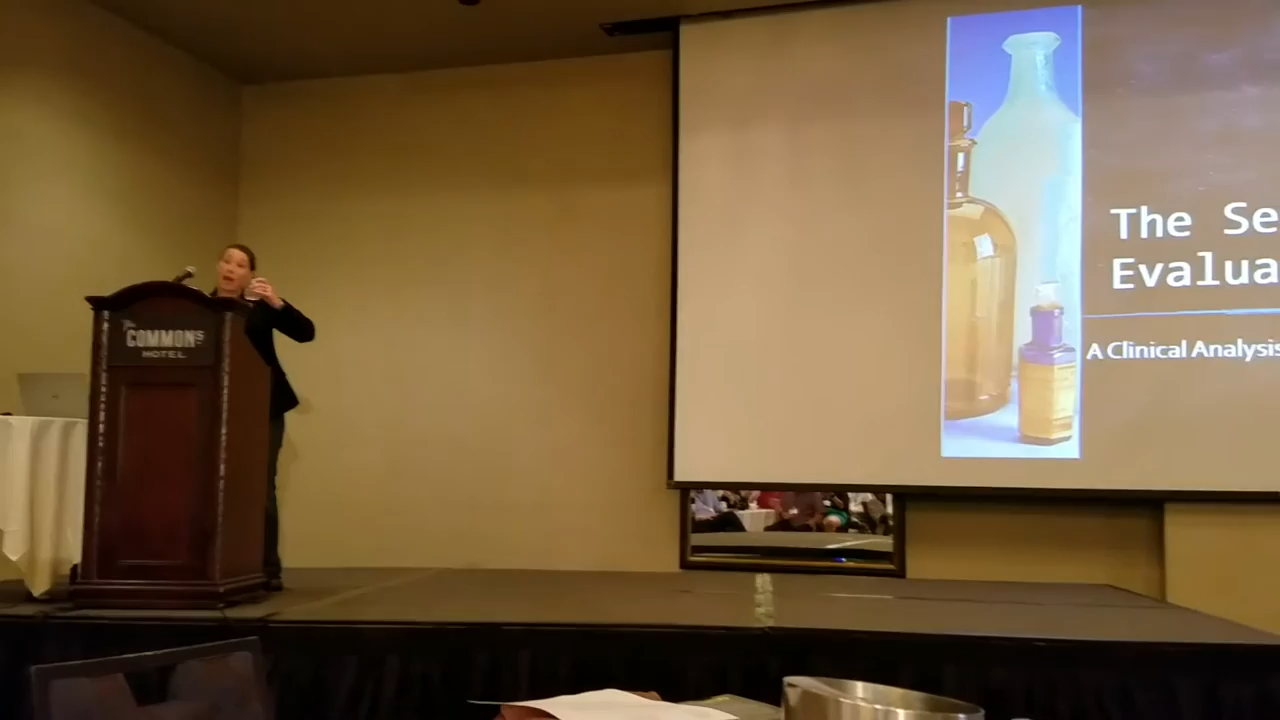 The
COMMONS
HOTEL
The Se
Evalua
A Clinical Analysis